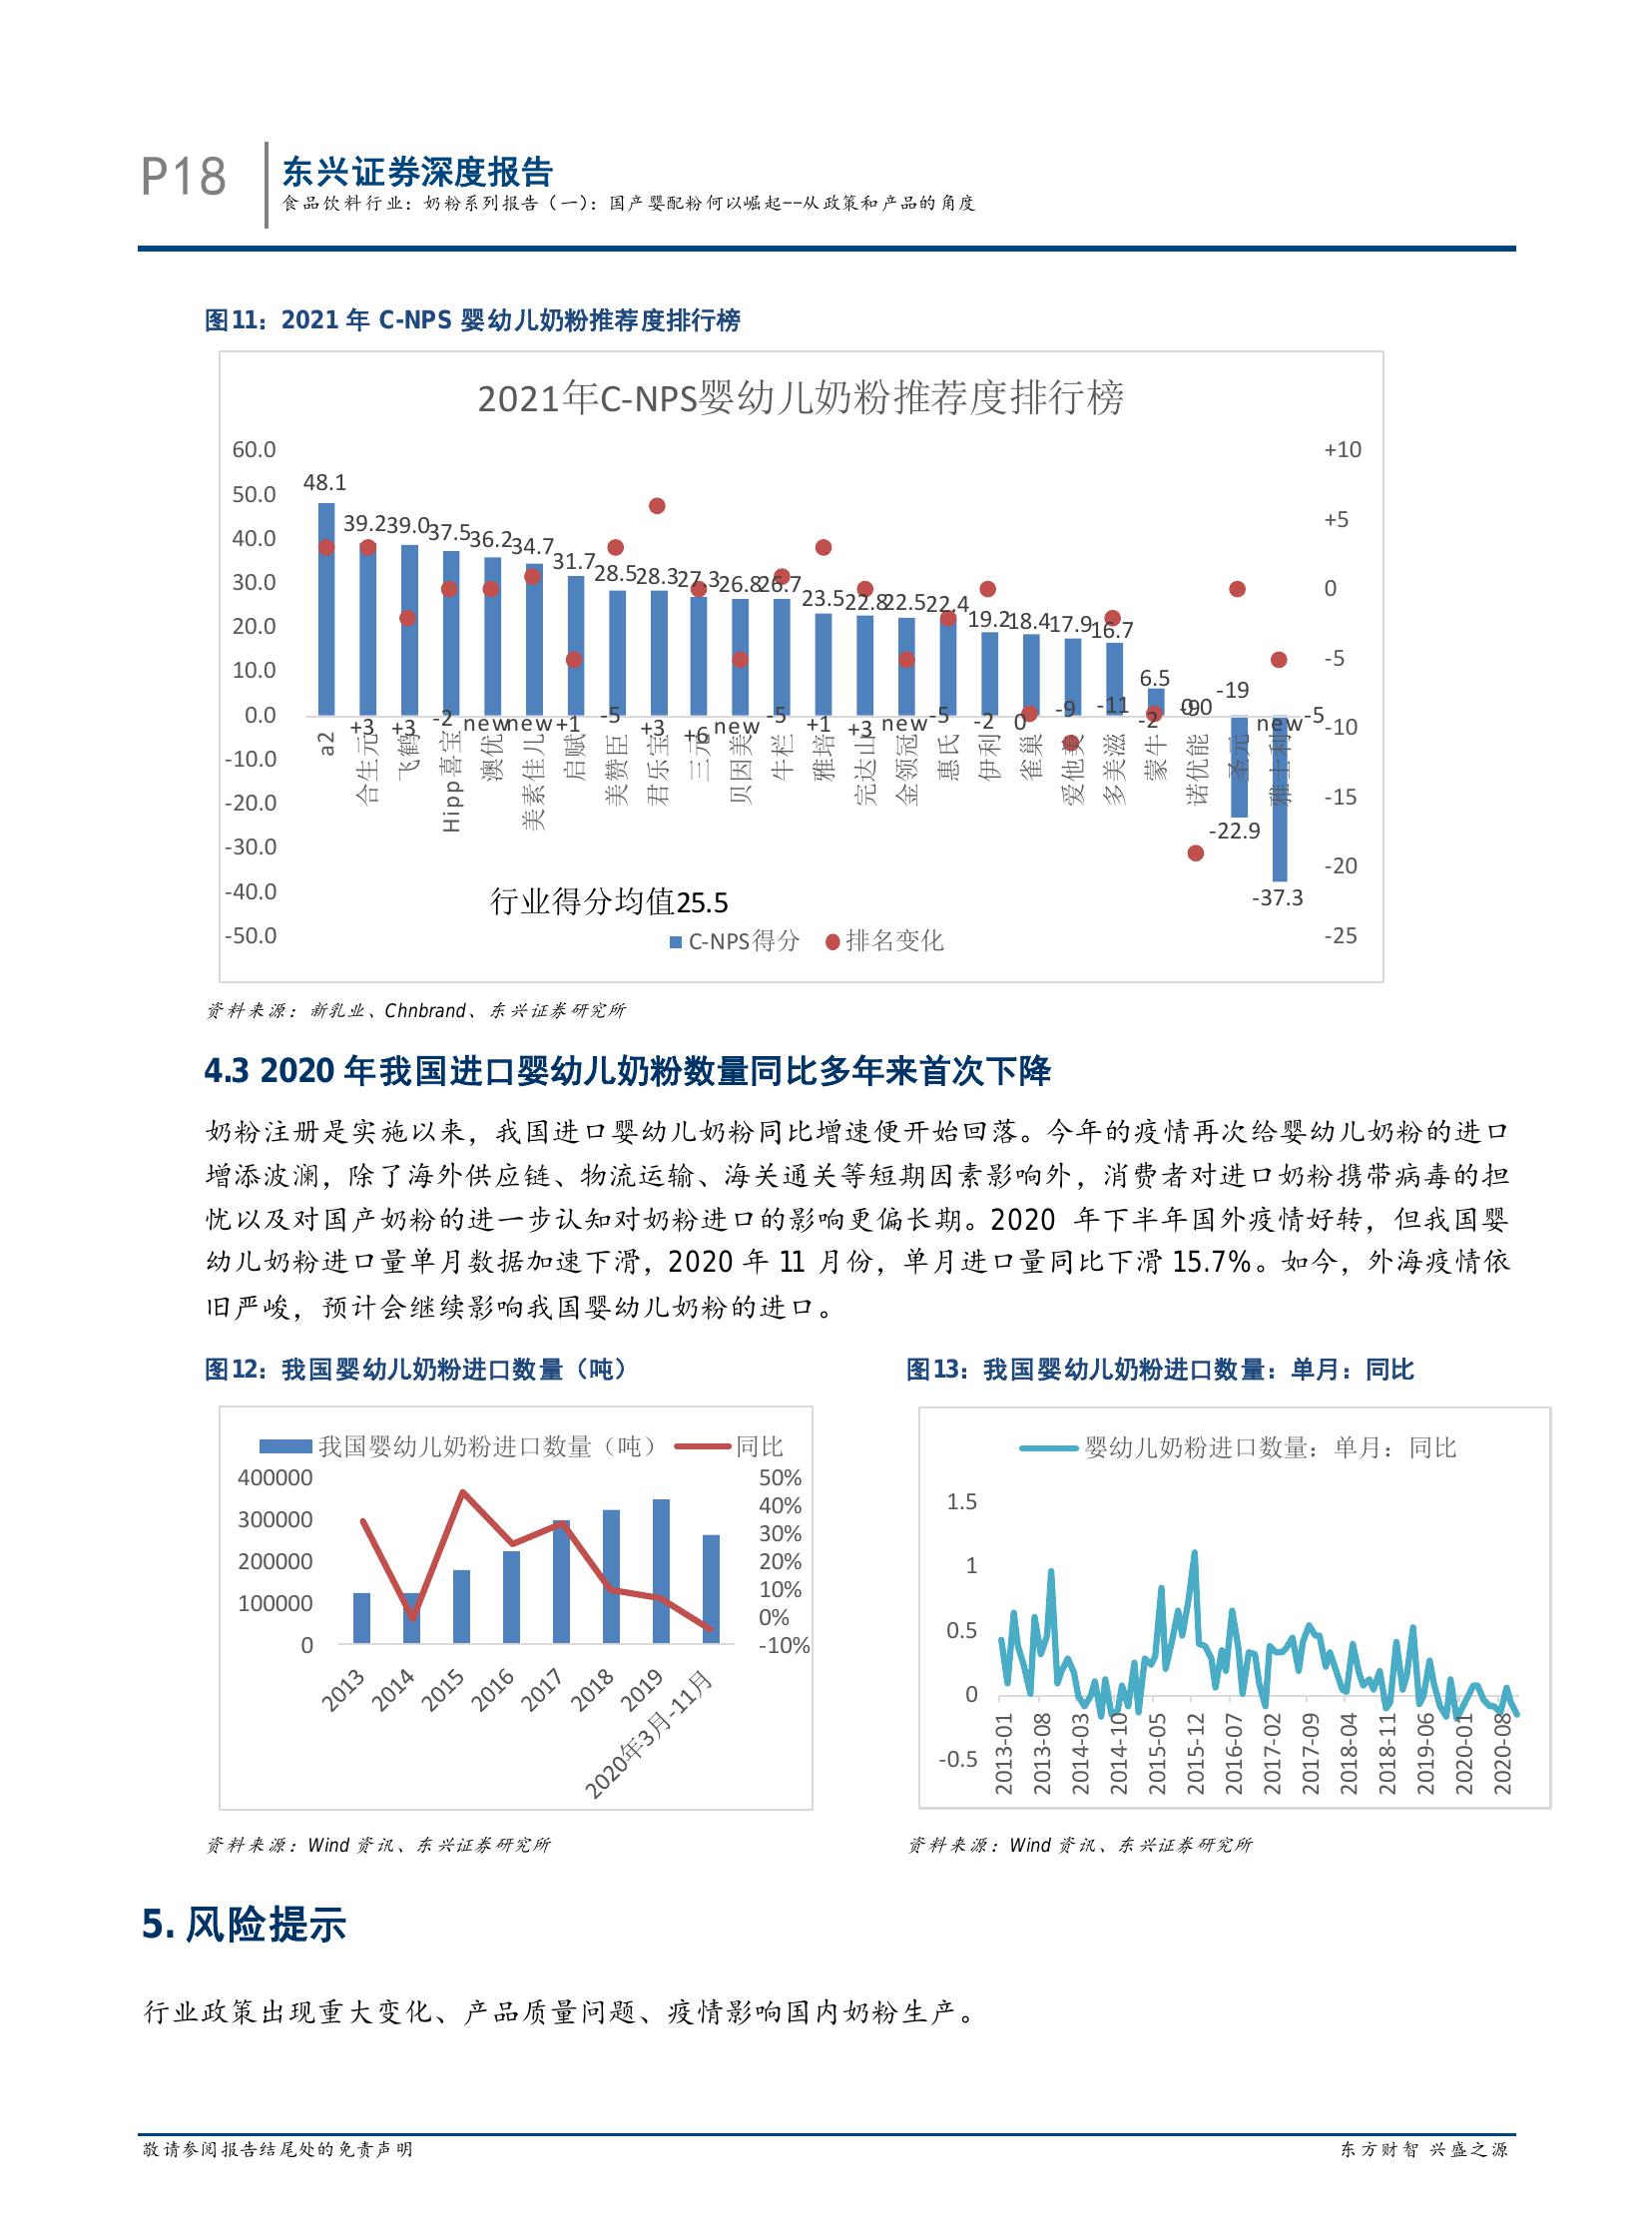 P18
东兴证券深度报告
食品饮料行业：奶粉系列报告（一）：国产婴配粉何以崛起--从政策和产品的角度
图11：2021 年 C-NPS 婴幼儿奶粉推荐度排行榜
2021年C-NPS婴幼儿奶粉推荐度排行榜
60.0
50.0
40.0
30.0
20.0
10.0
0.0
-10.0
-20.0
-30.0
-40.0
-50.0
48.1
39.2
39.0
37.5
36.2
34.7
31.7
28.5
28.3
27.3
26.8
26.7
23.5
22.8
22.5
22.4
19.2
18.4
17.9
16.7
6.5
0.0
-22.9
-37.3
+3
+3
-2
new
new
+1
-5
+3
+6
new
-5
+1
+3
new
-5
-2
0
-9
-11
-2
-9
-19
new
-5
a2
合生元
飞鹤
Hipp喜宝
澳优
美素佳儿
启赋
美赞臣
君乐宝
三元
贝因美
牛栏
雅培
完达山
金领冠
惠氏
伊利
雀巢
爱他美
多美滋
蒙牛
诺优能
圣元
雅士利
+10
+5
0
-5
-10
-15
-20
-25
行业得分均值25.5
C-NPS得分 排名变化
资料来源：新乳业、Chnbrand、东兴证券研究所
4.3 2020 年我国进口婴幼儿奶粉数量同比多年来首次下降
奶粉注册是实施以来，我国进口婴幼儿奶粉同比增速便开始回落。今年的疫情再次给婴幼儿奶粉的进口
增添波澜，除了海外供应链、物流运输、海关通关等短期因素影响外，消费者对进口奶粉携带病毒的担
忧以及对国产奶粉的进一步认知对奶粉进口的影响更偏长期。2020 年下半年国外疫情好转，但我国婴
幼儿奶粉进口量单月数据加速下滑，2020 年 11 月份，单月进口量同比下滑 15.7%。如今，外海疫情依
旧严峻，预计会继续影响我国婴幼儿奶粉的进口。
图12：我国婴幼儿奶粉进口数量（吨）
我国婴幼儿奶粉进口数量（吨） 同比
400000
300000
200000
100000
0
50%
40%
30%
20%
10%
0%
-10%
2013
2014
2015
2016
2017
2018
2019
2020年3月-11月
资料来源：Wind 资讯、东兴证券研究所
图13：我国婴幼儿奶粉进口数量：单月：同比
婴幼儿奶粉进口数量：单月：同比
1.5
1
0.5
0
-0.5
2013-01
2013-08
2014-03
2014-10
2015-05
2015-12
2016-07
2017-02
2017-09
2018-04
2018-11
2019-06
2020-01
2020-08
资料来源：Wind 资讯、东兴证券研究所
5. 风险提示
行业政策出现重大变化、产品质量问题、疫情影响国内奶粉生产。
敬请参阅报告结尾处的免责声明
东方财智 兴盛之源